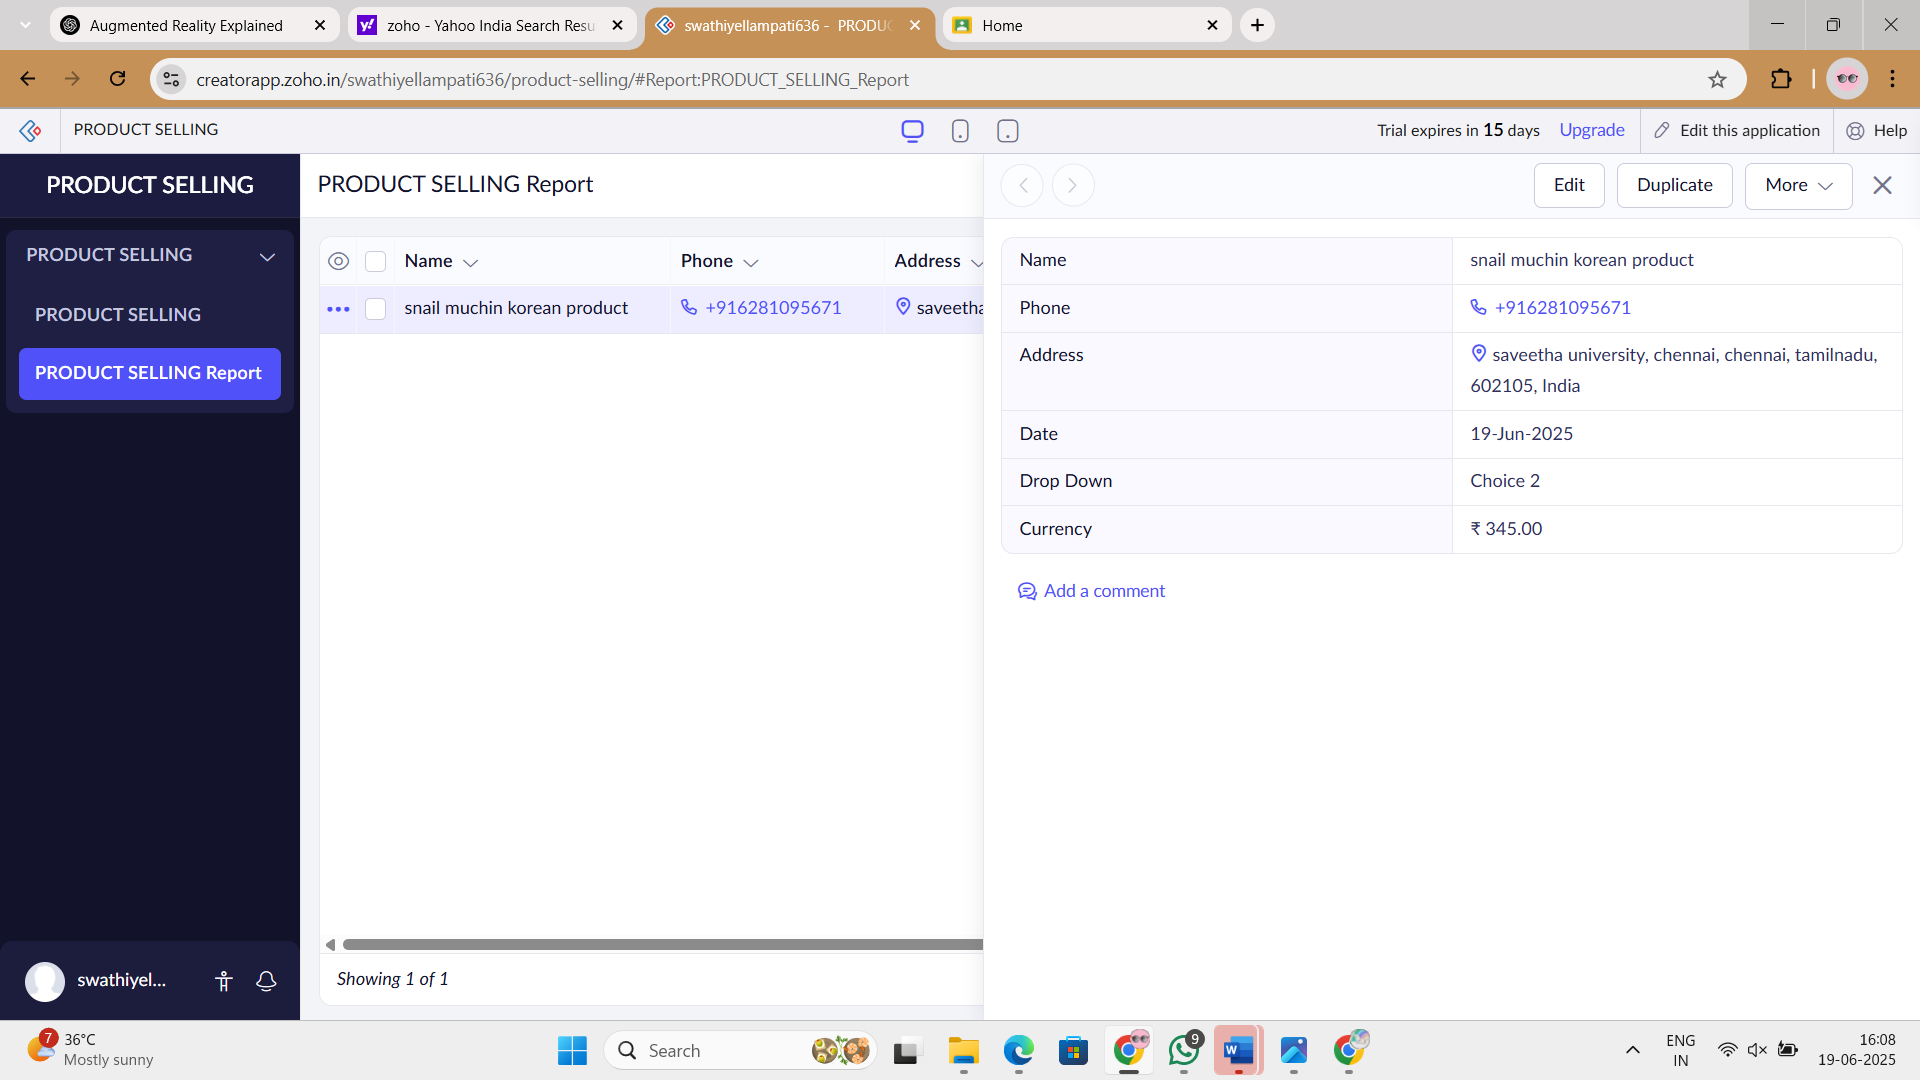 Augmented Reality Explained
zoho - Yahoo India Search Resu
swathiyellampati636 - PRODUC
Home
creatorapp.zoho.in/swathiyellampati636/product-selling/#Report:PRODUCT_SELLING_Report
PRODUCT SELLING
Trial expires in 15 days
Upgrade
Edit this application
Help
PRODUCT SELLING
PRODUCT SELLING
PRODUCT SELLING
PRODUCT SELLING Report
swathiyel...
PRODUCT SELLING Report
Name
Phone
Address
snail muchin korean product
+916281095671
saveetha
Showing 1 of 1
Edit
Duplicate
More
Name
snail muchin korean product
Phone
+916281095671
Address
saveetha university, chennai, chennai, tamilnadu,
602105, India
Date
19-Jun-2025
Drop Down
Choice 2
Currency
₹ 345.00
Add a comment
7
36°C
Mostly sunny
Search
9
W
ENG
IN
16:08
19-06-2025